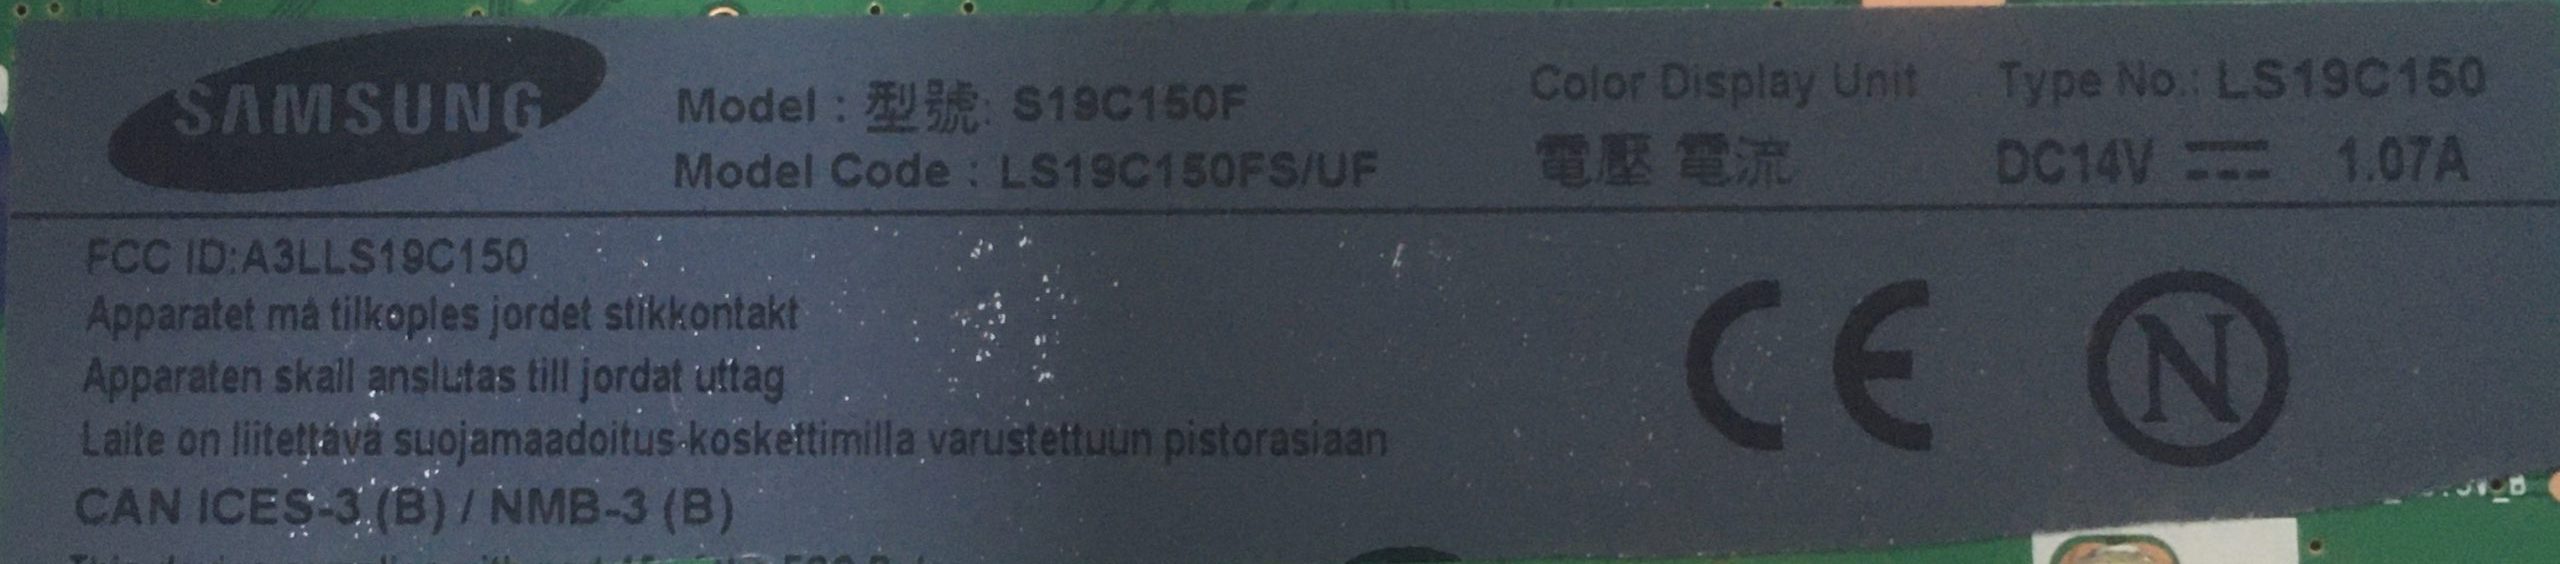 SAMSUNG
Model : 型號: S19C150F
Model Code : LS19C150FS/UF
Color Display Unit
電壓 電流
Type No.: LS19C150
DC14V ⎓ 1.07A
FCC ID:A3LLS19C150
Apparatet må tilkoples jordet stikkontakt
Apparaten skall anslutas till jordat uttag
Laite on liitettävä suojamaadoitus-koskettimilla varustettuun pistorasiaan
CAN ICES-3 (B) / NMB-3 (B)
CE
N